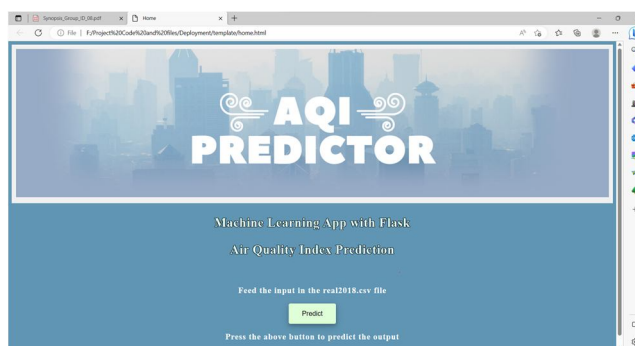 Synopsis_Group_ID_08.pdf
Home
File | F:/Project%20Code%20and%20files/Deployment/template/home.html
AQI
PREDICTOR
Machine Learning App with Flask
Air Quality Index Prediction
Feed the input in the real2018.csv file
Predict
Press the above button to predict the output